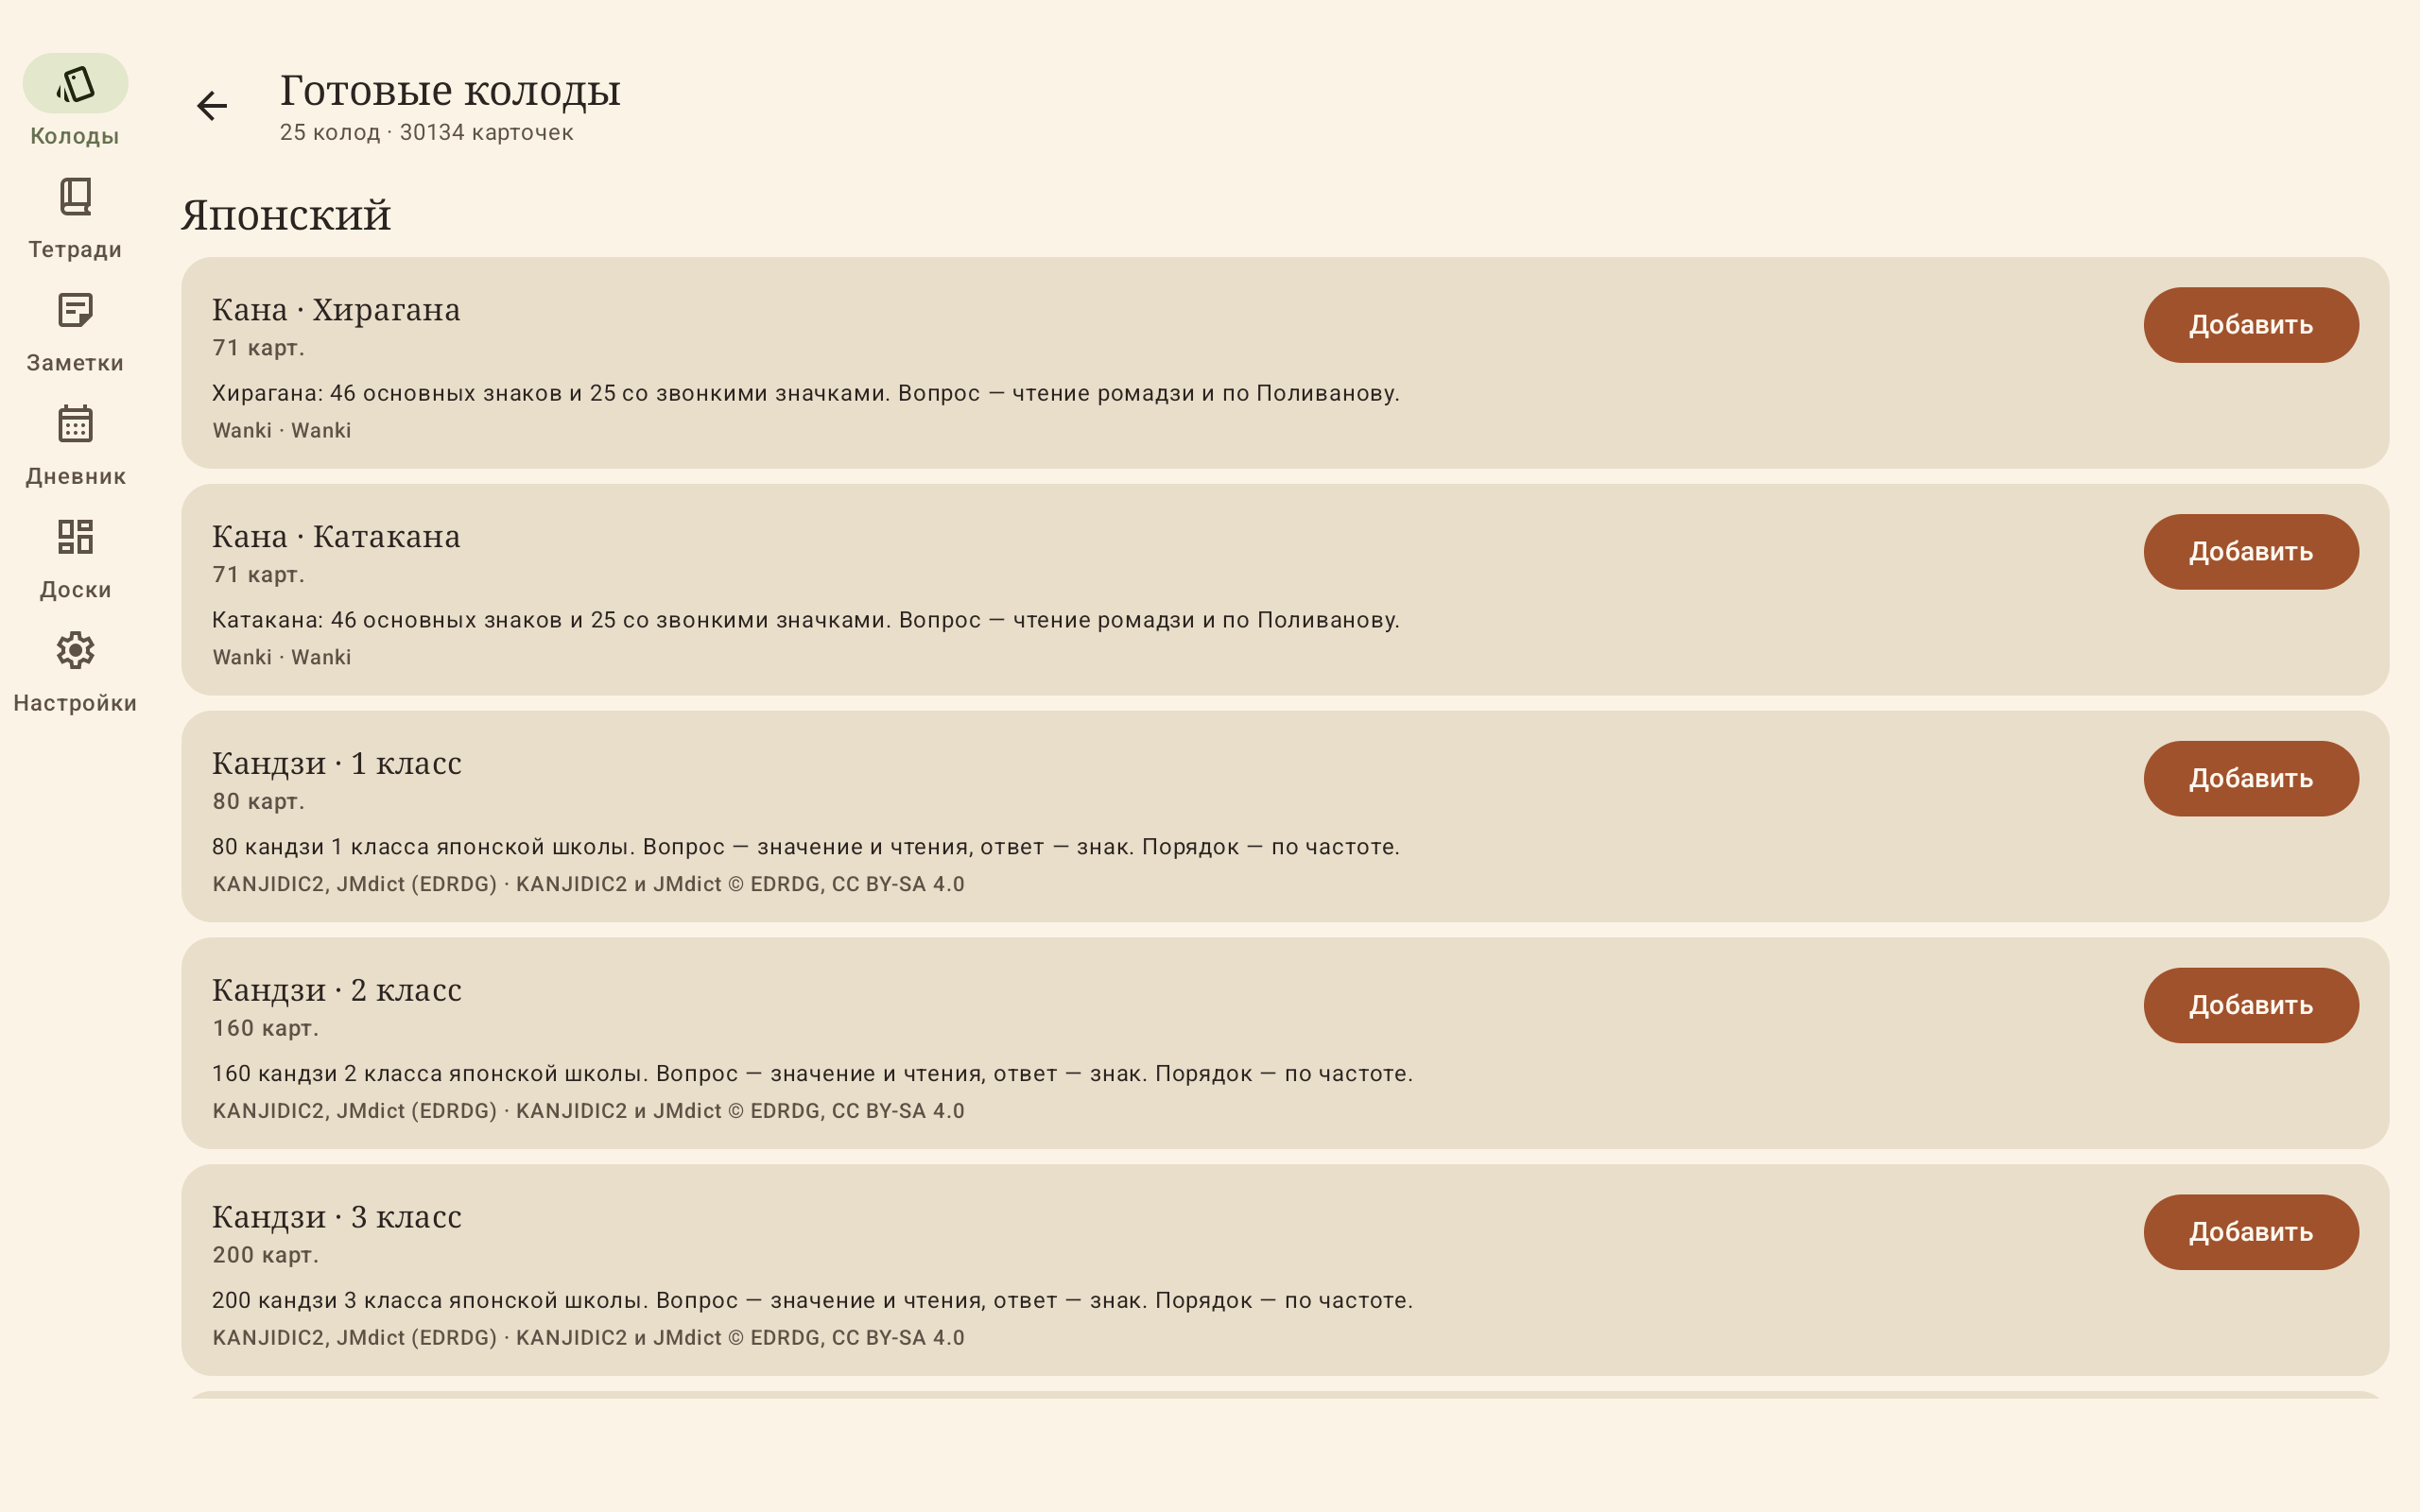 Колоды
Тетради
Заметки
Дневник
Доски
Настройки
Готовые колоды
25 колод · 30134 карточек
Японский
Кана · Хирагана
71 карт.
Хирагана: 46 основных знаков и 25 со звонкими значками. Вопрос — чтение ромадзи и по Поливанову.
Wanki · Wanki
Добавить
Кана · Катакана
71 карт.
Катакана: 46 основных знаков и 25 со звонкими значками. Вопрос — чтение ромадзи и по Поливанову.
Wanki · Wanki
Добавить
Кандзи · 1 класс
80 карт.
80 кандзи 1 класса японской школы. Вопрос — значение и чтения, ответ — знак. Порядок — по частоте.
KANJIDIC2, JMdict (EDRDG) · KANJIDIC2 и JMdict © EDRDG, CC BY-SA 4.0
Добавить
Кандзи · 2 класс
160 карт.
160 кандзи 2 класса японской школы. Вопрос — значение и чтения, ответ — знак. Порядок — по частоте.
KANJIDIC2, JMdict (EDRDG) · KANJIDIC2 и JMdict © EDRDG, CC BY-SA 4.0
Добавить
Кандзи · 3 класс
200 карт.
200 кандзи 3 класса японской школы. Вопрос — значение и чтения, ответ — знак. Порядок — по частоте.
KANJIDIC2, JMdict (EDRDG) · KANJIDIC2 и JMdict © EDRDG, CC BY-SA 4.0
Добавить